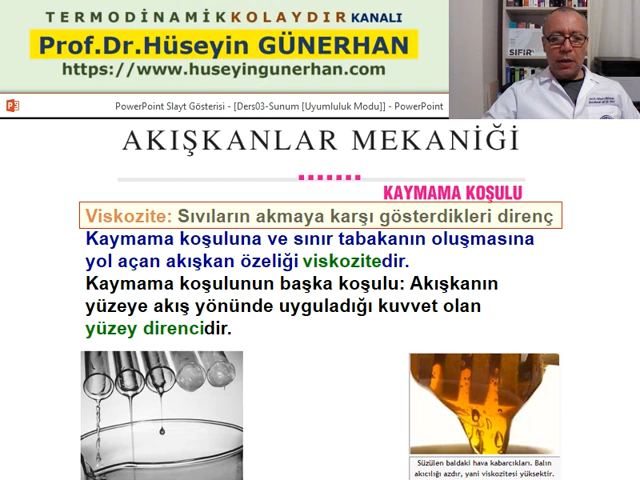 TERMODİNAMİKKOLAYDIR KANALI
Prof.Dr.Hüseyin GÜNERHAN
https://www.huseyingunerhan.com
SIFIR
PowerPoint Slayt Gösterisi - [Ders03-Sunum [Uyumluluk Modu]] - PowerPoint
AKIŞKANLAR MEKANİĞİ
KAYMAMA KOŞULU
Viskozite: Sıvıların akmaya karşı gösterdikleri direnç
Kaymama koşuluna ve sınır tabakanın oluşmasına
yol açan akışkan özeliği viskozitedir.
Kaymama koşulunun başka koşulu: Akışkanın
yüzeye akış yönünde uyguladığı kuvvet olan
yüzey direncidir.
Süzülen baldaki hava kabarcıkları. Balın
akıcılığı azdır, yani viskozitesi yüksektir.